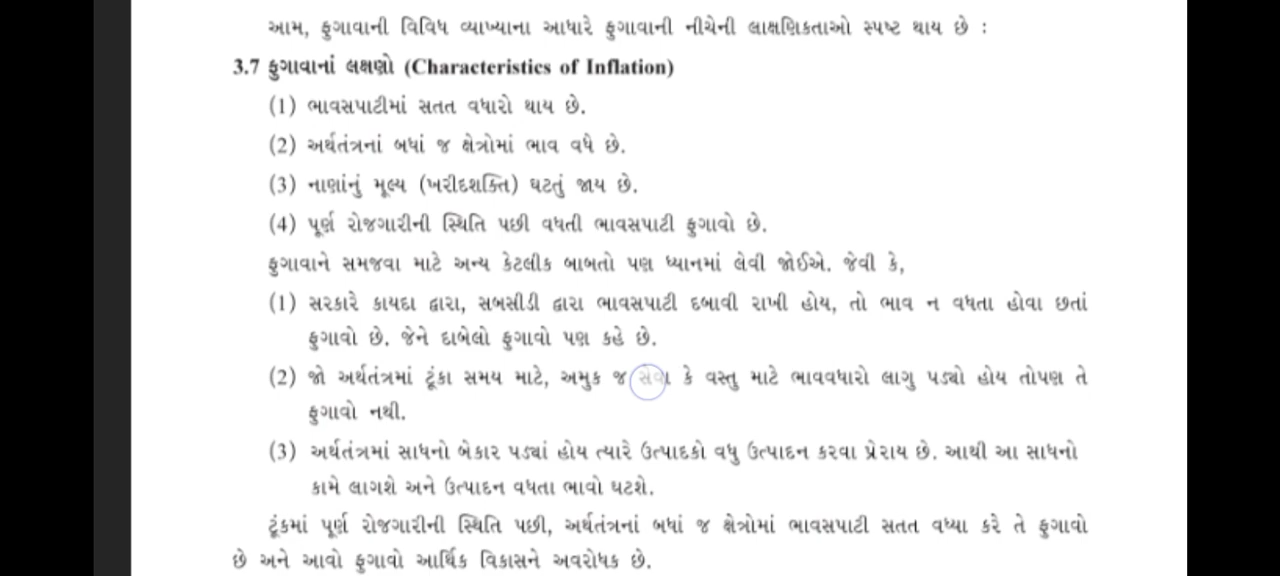 આમ, ફુગાવાની વિવિધ વ્યાખ્યાના આધારે ફુગાવાની નીચેની લાક્ષણિકતાઓ સ્પષ્ટ થાય છે :
3.7 ફુગાવાનાં લક્ષણો (Characteristics of Inflation)
(1) ભાવસપાટીમાં સતત વધારો થાય છે.
(2) અર્થતંત્રનાં બધાં જ ક્ષેત્રોમાં ભાવ વધે છે.
(3) નાણાંનું મૂલ્ય (ખરીદશક્તિ) ઘટતું જાય છે.
(4) પૂર્ણ રોજગારીની સ્થિતિ પછી વધતી ભાવસપાટી ફુગાવો છે.
ફુગાવાને સમજવા માટે અન્ય કેટલીક બાબતો પણ ધ્યાનમાં લેવી જોઈએ. જેવી કે,
(1) સરકારે કાયદા દ્વારા, સબસીડી દ્વારા ભાવસપાટી દબાવી રાખી હોય, તો ભાવ ન વધતા હોવા છતાં
ફુગાવો છે. જેને દાબેલો ફુગાવો પણ કહે છે.
(2) જો અર્થતંત્રમાં ટૂંકા સમય માટે, અમુક જ સેવા કે વસ્તુ માટે ભાવવધારો લાગુ પડ્યો હોય તોપણ તે
ફુગાવો નથી.
(3) અર્થતંત્રમાં સાધનો બેકાર પડ્યાં હોય ત્યારે ઉત્પાદકો વધુ ઉત્પાદન કરવા પ્રેરાય છે. આથી આ સાધનો
કામે લાગશે અને ઉત્પાદન વધતા ભાવો ઘટશે.
ટૂંકમાં પૂર્ણ રોજગારીની સ્થિતિ પછી, અર્થતંત્રનાં બધાં જ ક્ષેત્રોમાં ભાવસપાટી સતત વધ્યા કરે તે ફુગાવો
છે અને આવો ફુગાવો આર્થિક વિકાસને અવરોધક છે.